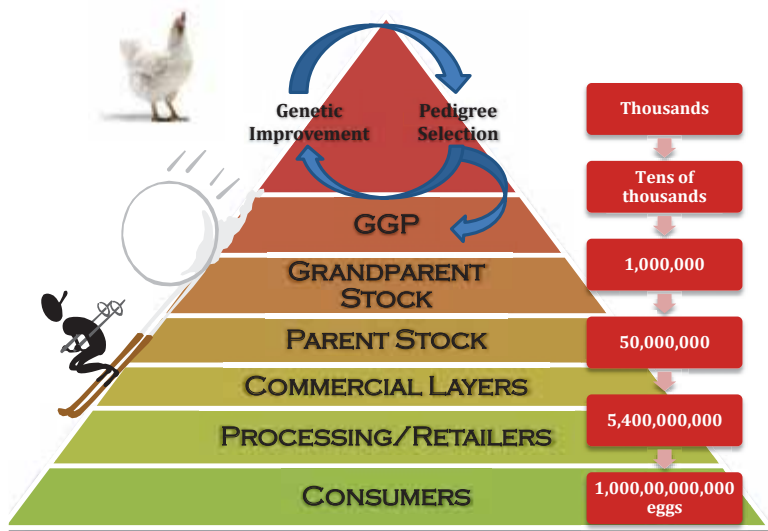 Genetic
Improvement
Pedigree
Selection
GGP
GRANDPARENT
STOCK
PARENT STOCK
COMMERCIAL LAYERS
PROCESSING/RETAILERS
CONSUMERS
Thousands
Tens of
thousands
1,000,000
50,000,000
5,400,000,000
1,000,00,000,000
eggs